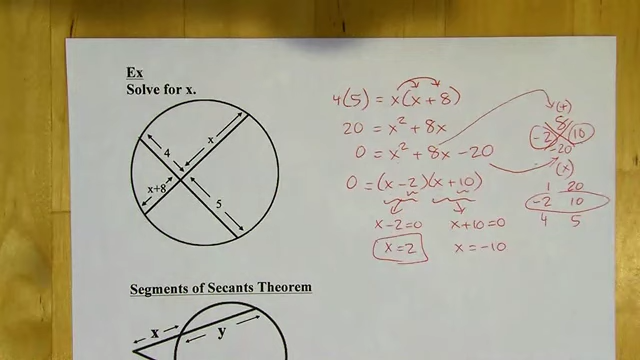 Ex
Solve for x.
4
x
x+8
5
4(5) = x(x + 8)
20 = x² + 8x
0 = x² + 8x - 20
0 = (x - 2)(x + 10)
x - 2 = 0 x + 10 = 0
x = 2 x = -10
(+)
8
-2 10
-20
(x)
1 20
-2 10
4 5
Segments of Secants Theorem
x
y